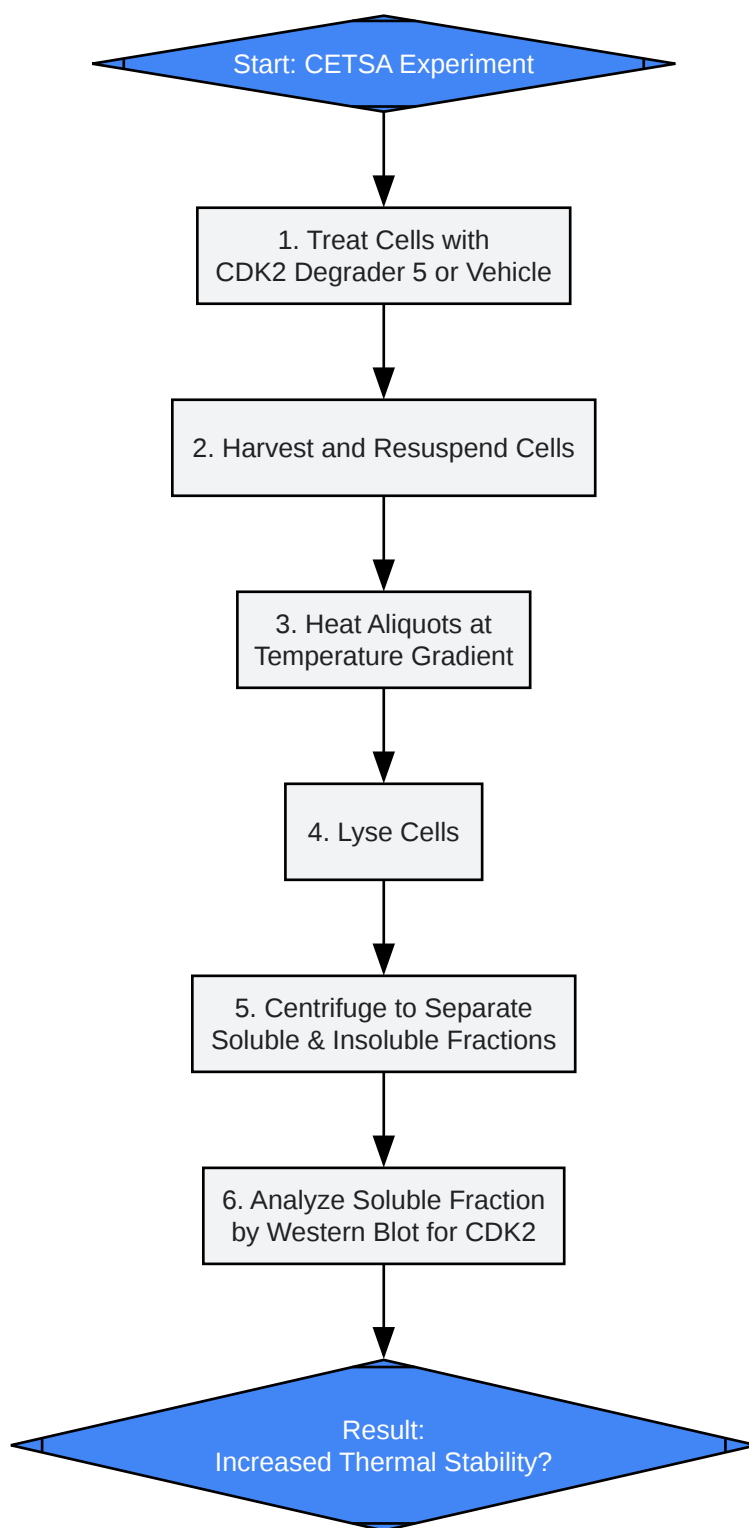 Start: CETSA Experiment
1. Treat Cells with
CDK2 Degrader 5 or Vehicle
2. Harvest and Resuspend Cells
3. Heat Aliquots at
Temperature Gradient
4. Lyse Cells
5. Centrifuge to Separate
Soluble & Insoluble Fractions
6. Analyze Soluble Fraction
by Western Blot for CDK2
Result:
Increased Thermal Stability?